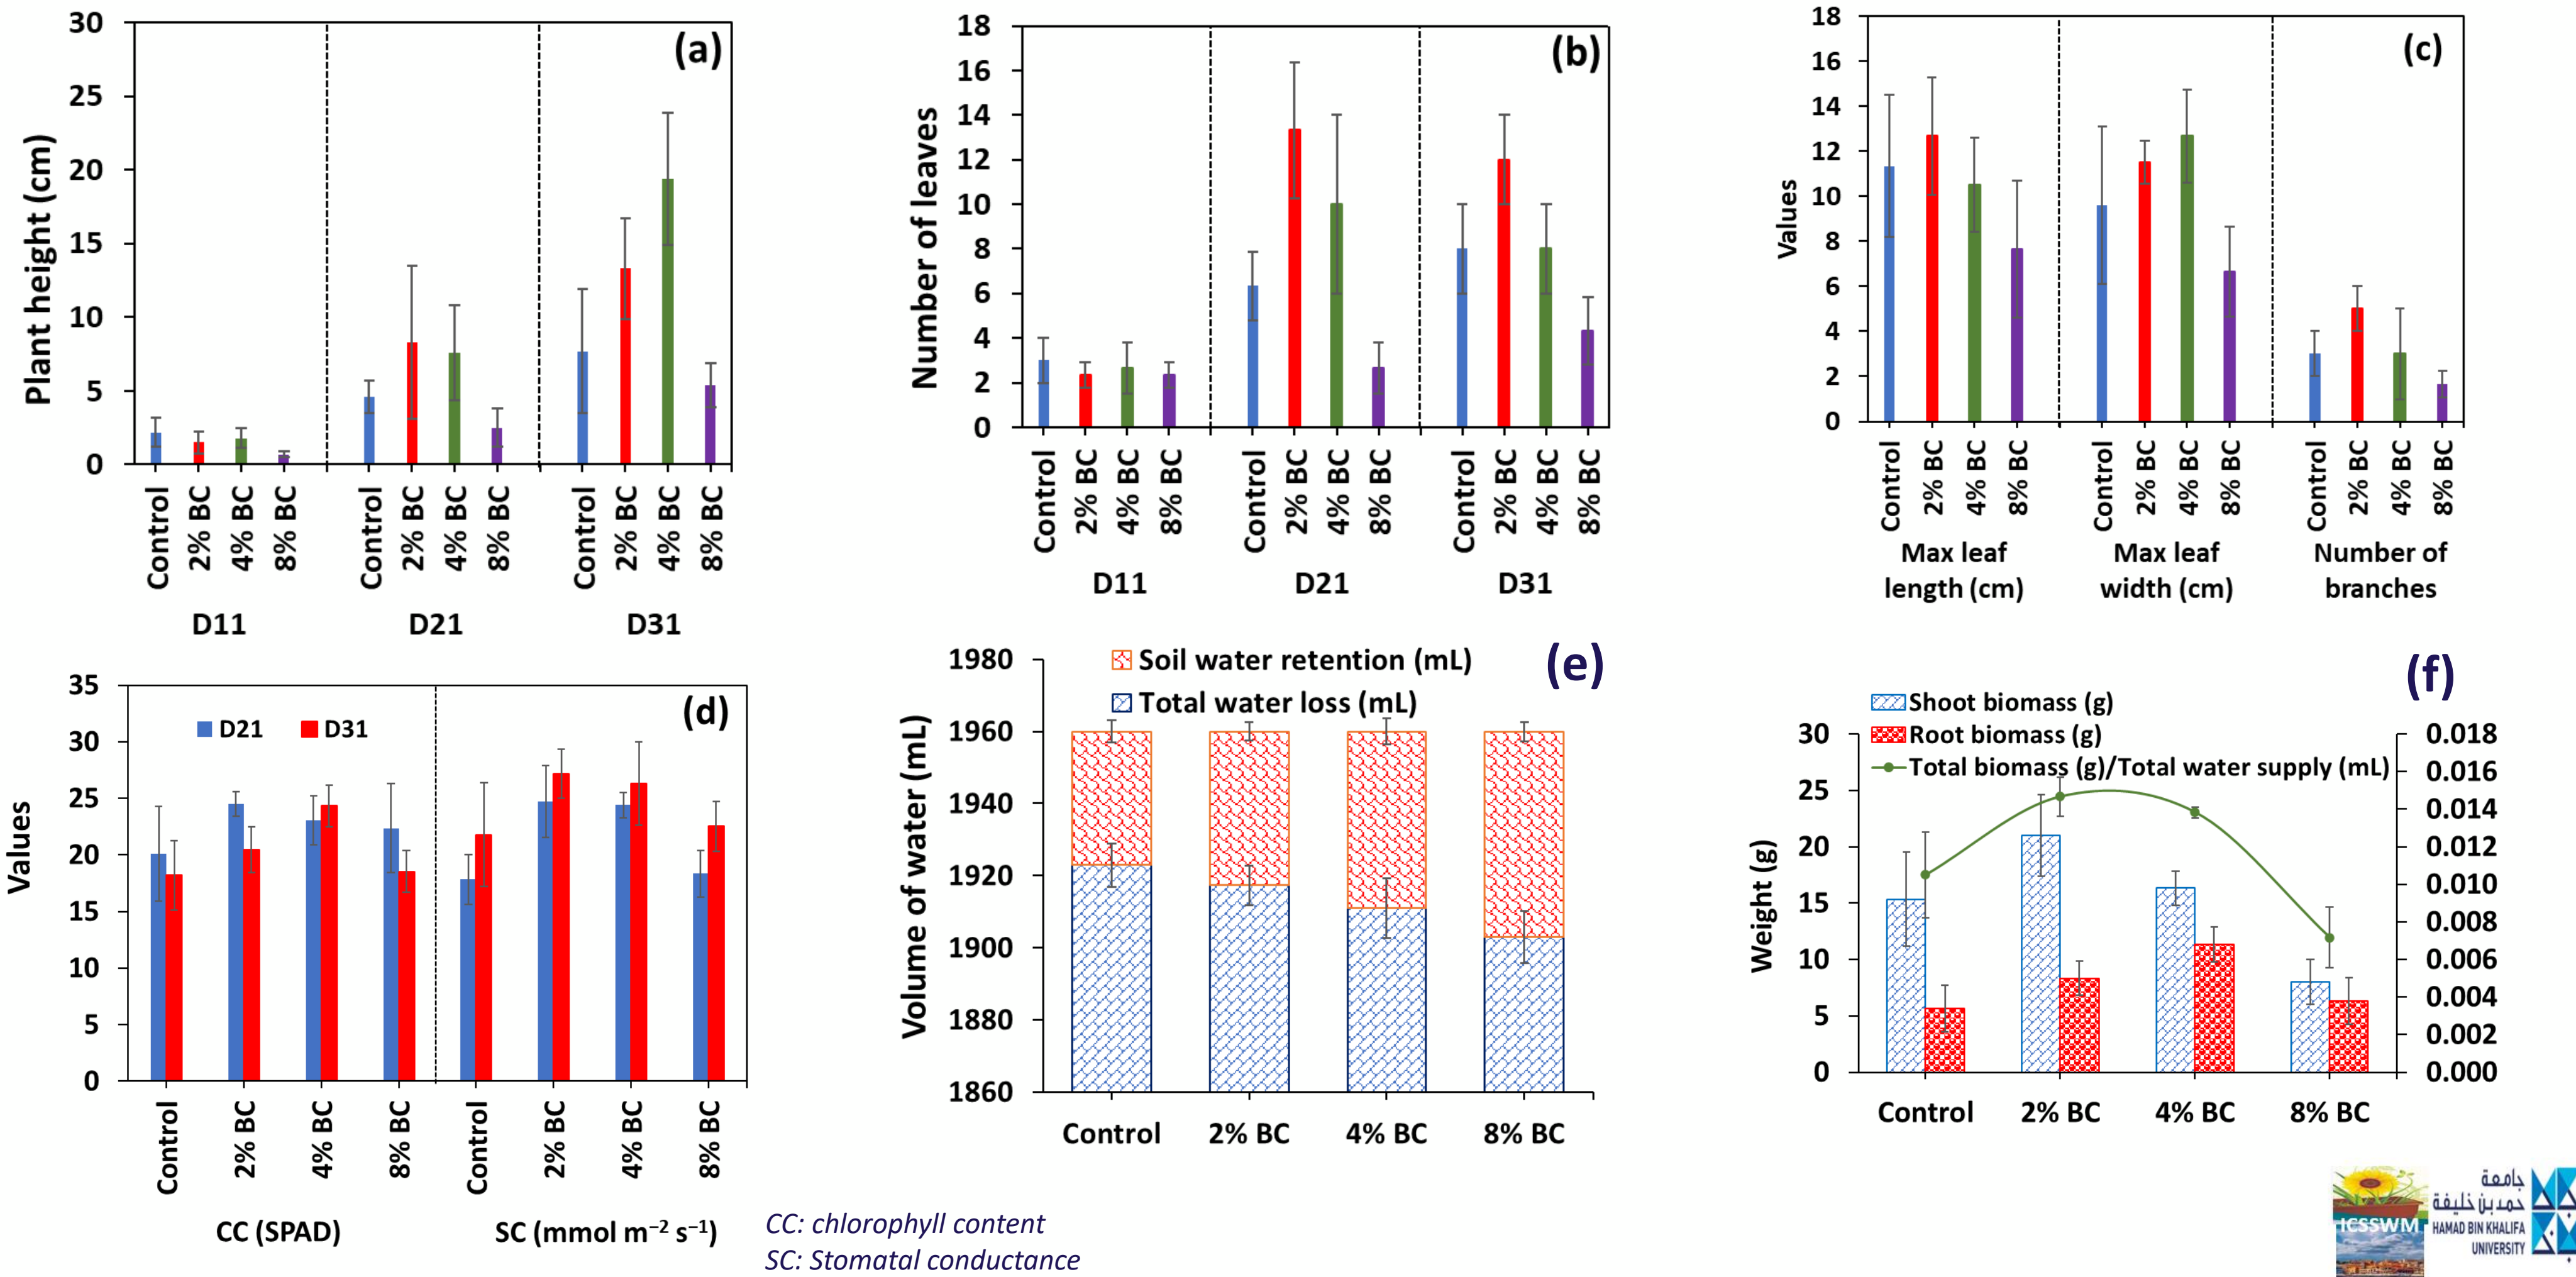 (a)
Plant height (cm)
30
25
20
15
10
5
0
Control
2% BC
4% BC
8% BC
Control
2% BC
4% BC
8% BC
Control
2% BC
4% BC
8% BC
D11
D21
D31
(b)
Number of leaves
18
16
14
12
10
8
6
4
2
0
Control
2% BC
4% BC
8% BC
Control
2% BC
4% BC
8% BC
Control
2% BC
4% BC
8% BC
D11
D21
D31
(c)
Values
18
16
14
12
10
8
6
4
2
0
Control
2% BC
4% BC
8% BC
Control
2% BC
4% BC
8% BC
Control
2% BC
4% BC
8% BC
Max leaf
length (cm)
Max leaf
width (cm)
Number of
branches
(d)
D21
D31
Values
35
30
25
20
15
10
5
0
Control
2% BC
4% BC
8% BC
Control
2% BC
4% BC
8% BC
CC (SPAD)
SC (mmol m⁻² s⁻¹)
CC: chlorophyll content
SC: Stomatal conductance
(e)
Soil water retention (mL)
Total water loss (mL)
Volume of water (mL)
1980
1960
1940
1920
1900
1880
1860
Control
2% BC
4% BC
8% BC
(f)
Shoot biomass (g)
Root biomass (g)
Total biomass (g)/Total water supply (mL)
Weight (g)
30
25
20
15
10
5
0
0.018
0.016
0.014
0.012
0.010
0.008
0.006
0.004
0.002
0.000
Control
2% BC
4% BC
8% BC
ICSSWM
جامعة
حمد بن خليفة
HAMAD BIN KHALIFA
UNIVERSITY